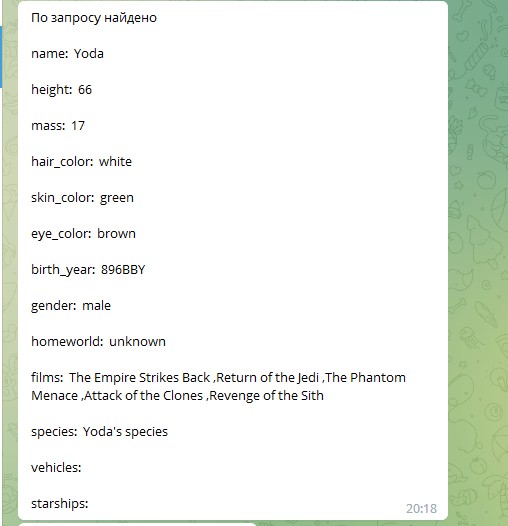 По запросу найдено
name: Yoda
height: 66
mass: 17
hair_color: white
skin_color: green
eye_color: brown
birth_year: 896BBY
gender: male
homeworld: unknown
films: The Empire Strikes Back ,Return of the Jedi ,The Phantom
Menace ,Attack of the Clones ,Revenge of the Sith
species: Yoda's species
vehicles:
starships:
20:18